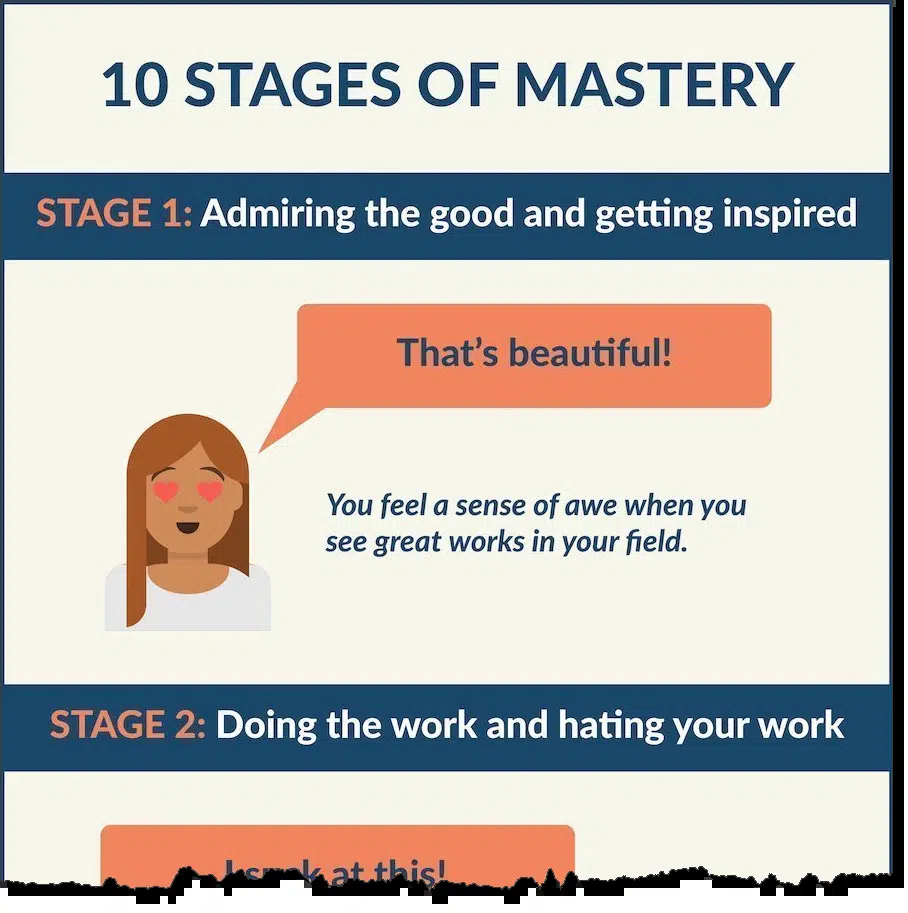 10 STAGES OF MASTERY
STAGE 1: Admiring the good and getting inspired
That's beautiful!
You feel a sense of awe when you
see great works in your field.
STAGE 2: Doing the work and hating your work
I suck at this!